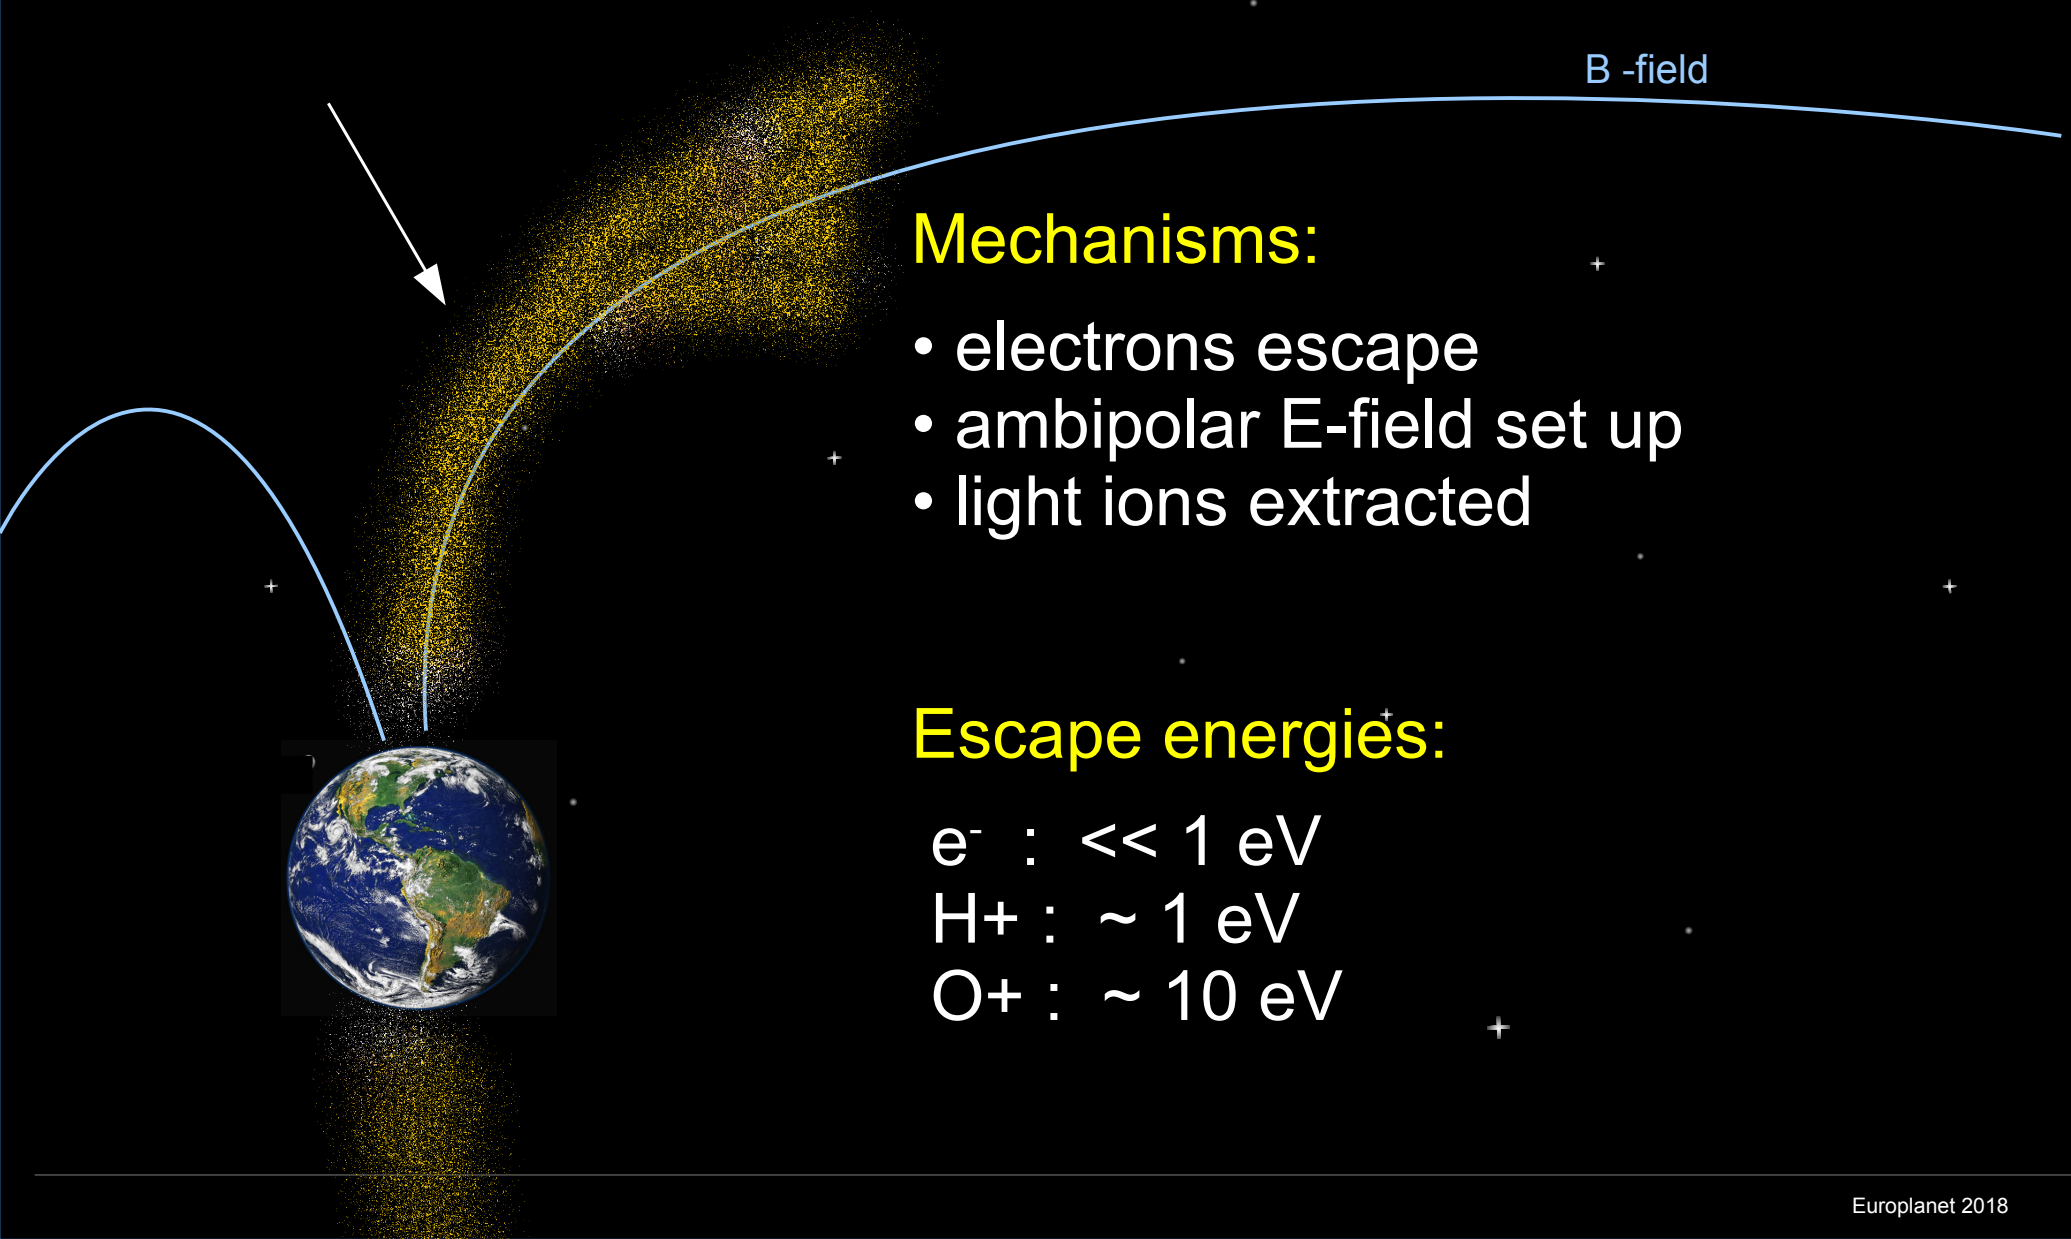 B -field
Mechanisms:
• electrons escape
• ambipolar E-field set up
• light ions extracted
Escape energies:
e- : << 1 eV
H+ : ~ 1 eV
O+ : ~ 10 eV
Europlanet 2018